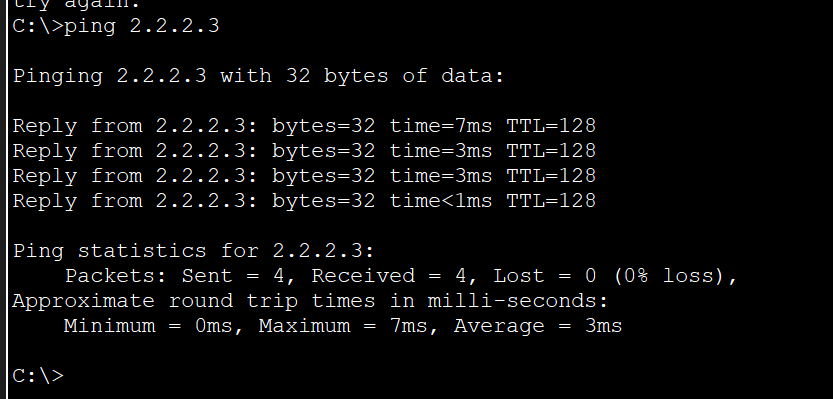 try again.
C:\>ping 2.2.2.3
Pinging 2.2.2.3 with 32 bytes of data:
Reply from 2.2.2.3: bytes=32 time=7ms TTL=128
Reply from 2.2.2.3: bytes=32 time=3ms TTL=128
Reply from 2.2.2.3: bytes=32 time=3ms TTL=128
Reply from 2.2.2.3: bytes=32 time<1ms TTL=128
Ping statistics for 2.2.2.3:
    Packets: Sent = 4, Received = 4, Lost = 0 (0% loss),
Approximate round trip times in milli-seconds:
    Minimum = 0ms, Maximum = 7ms, Average = 3ms
C:\>